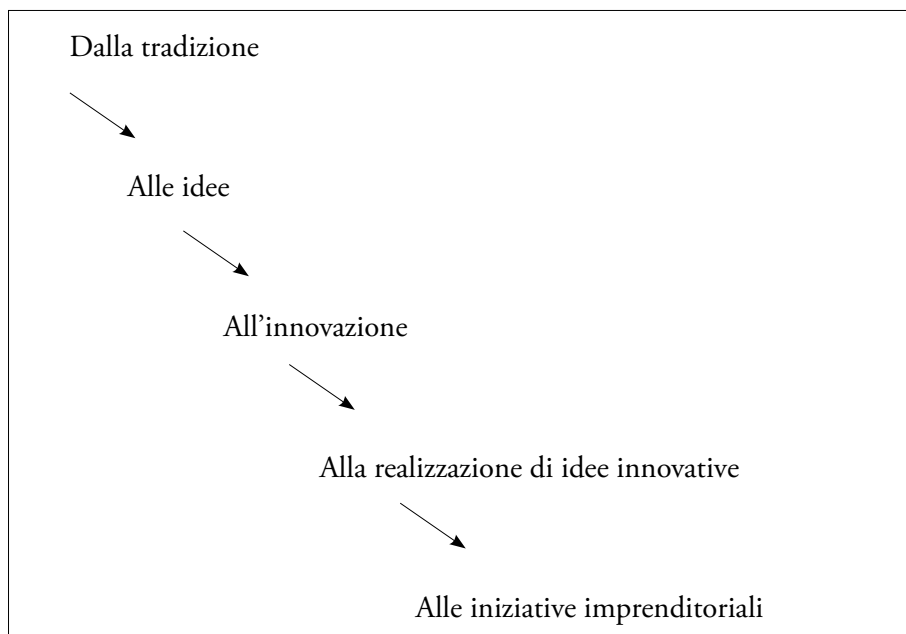 Dalla tradizione
Alle idee
All’innovazione
Alla realizzazione di idee innovative
Alle iniziative imprenditoriali